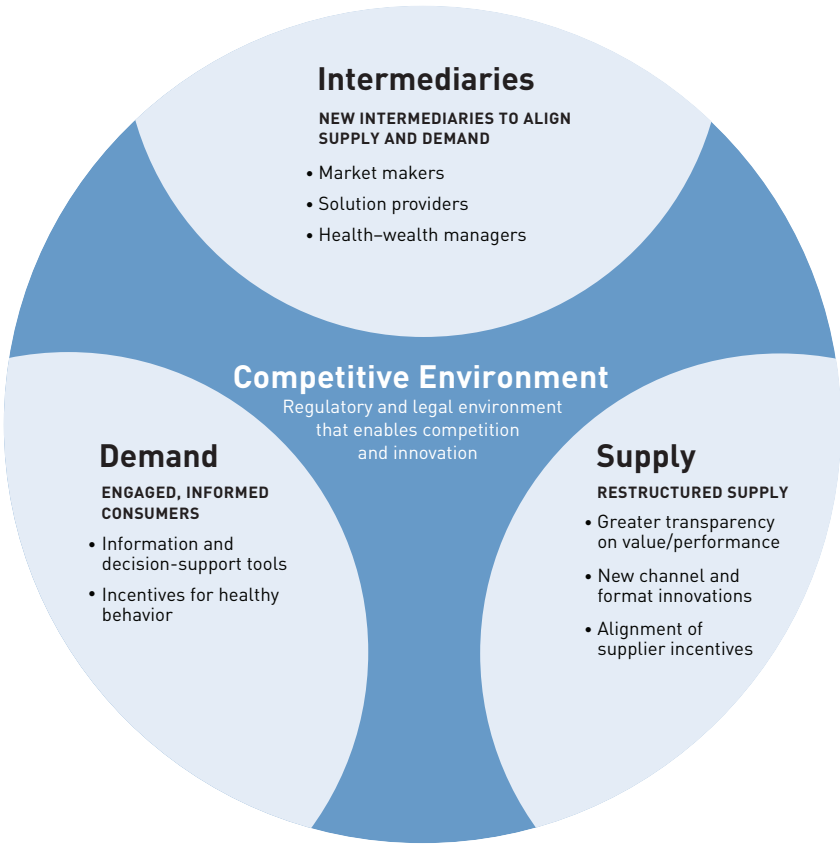 Intermediaries
NEW INTERMEDIARIES TO ALIGN
SUPPLY AND DEMAND
• Market makers
• Solution providers
• Health–wealth managers
Competitive Environment
Regulatory and legal environment
that enables competition
and innovation
Demand
ENGAGED, INFORMED
CONSUMERS
• Information and
decision-support tools
• Incentives for healthy
behavior
Supply
RESTRUCTURED SUPPLY
• Greater transparency
on value/performance
• New channel and
format innovations
• Alignment of
supplier incentives